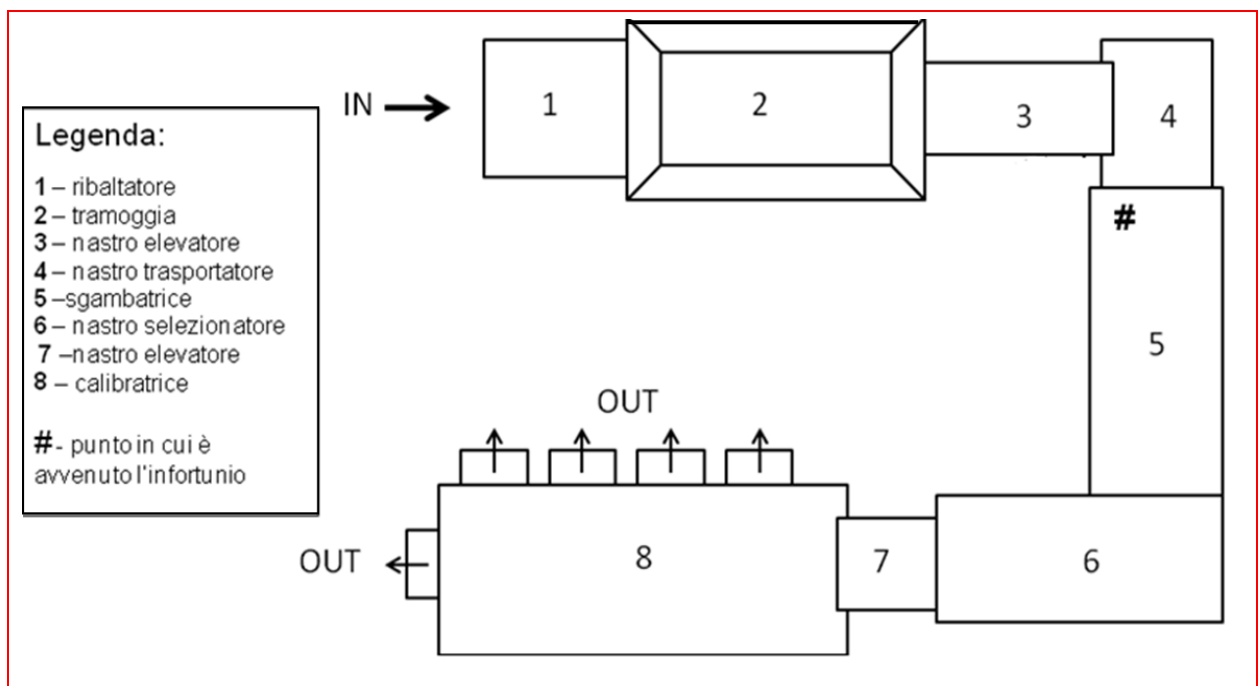 IN
1
2
3
4
Legenda:
1 – ribaltatore
2 – tramoggia
3 – nastro elevatore
4 – nastro trasportatore
5 –sgambatrice
6 – nastro selezionatore
7 –nastro elevatore
8 – calibratrice
#- punto in cui è
avvenuto l'infortunio
#
5
OUT
OUT
8
7
6